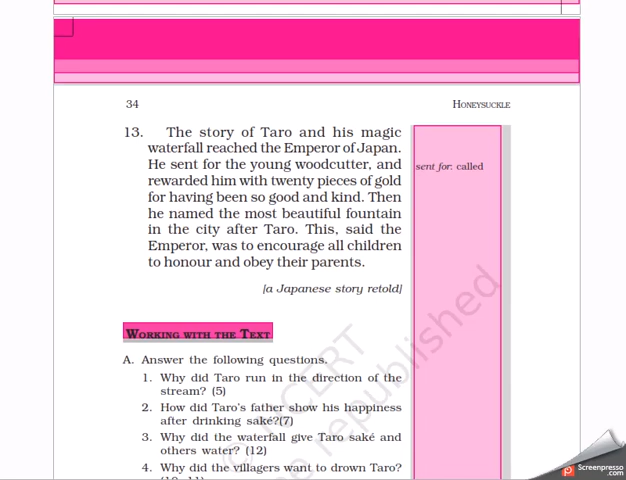 34
HONEYSUCKLE
13. The story of Taro and his magic
waterfall reached the Emperor of Japan.
He sent for the young woodcutter, and
rewarded him with twenty pieces of gold
for having been so good and kind. Then
he named the most beautiful fountain
in the city after Taro. This, said the
Emperor, was to encourage all children
to honour and obey their parents.
[a Japanese story retold]
sent for: called
WORKING WITH THE TEXT
A. Answer the following questions.
1. Why did Taro run in the direction of the
stream? (5)
2. How did Taro's father show his happiness
after drinking saké?(7)
3. Why did the waterfall give Taro saké and
others water? (12)
4. Why did the villagers want to drown Taro?
(10, 11)
© NCERT
be republished
Screenpresso
.com